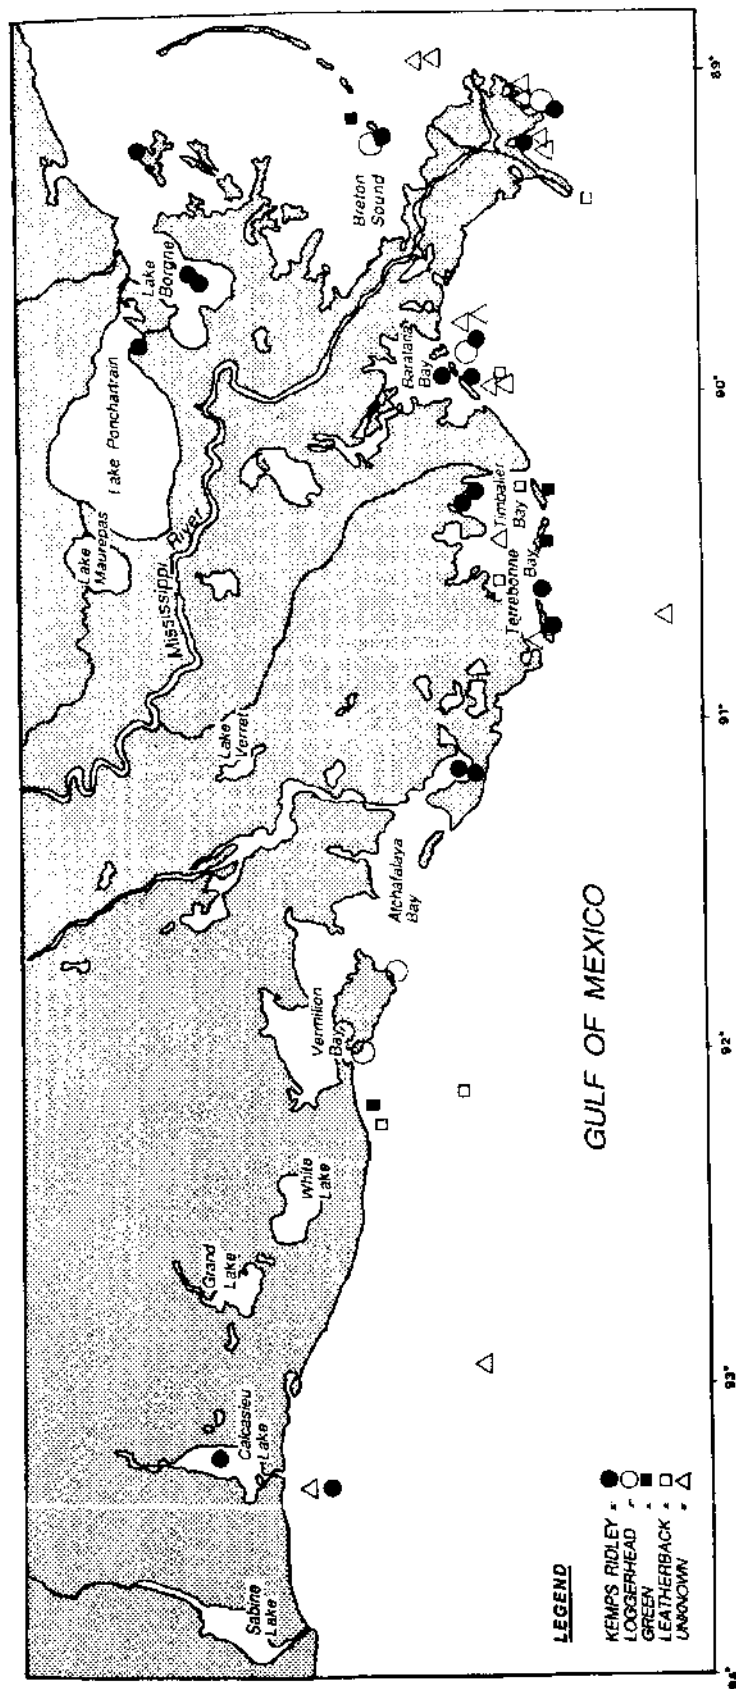 Sabine
Lake
Calcasieu
Lake
Grand
Lake
White
Lake
Vermilion
Bay
Atchafalaya
Bay
Lake
Verret
Mississippi River
Lake
Maurepas
Lake Ponchartrain
Lake
Borgne
Terrebonne
Bay
Timbalier
Bay
Barataria
Bay
Breton
Sound
GULF OF MEXICO
LEGEND
KEMPS RIDLEY =
LOGGERHEAD =
GREEN =
LEATHERBACK =
UNKNOWN =
94°
93°
92°
91°
90°
89°